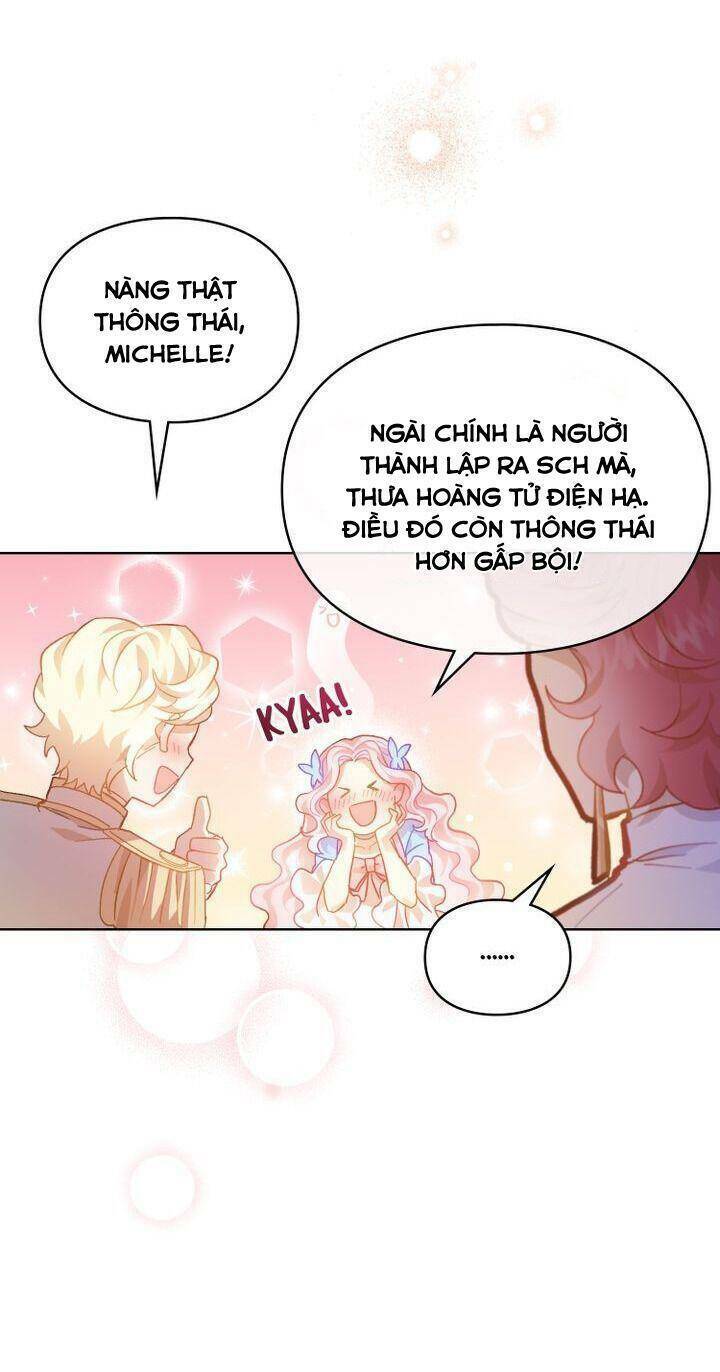 NÀNG THẬT
THÔNG THÁI,
MICHELLE!
NGÀI CHÍNH LÀ NGƯỜI
THÀNH LẬP RA SCH MÀ,
THƯA HOÀNG TỬ ĐIỆN HẠ.
ĐIỀU ĐÓ CÒN THÔNG THÁI
HƠN GẤP BỘI!
KYAA!
......